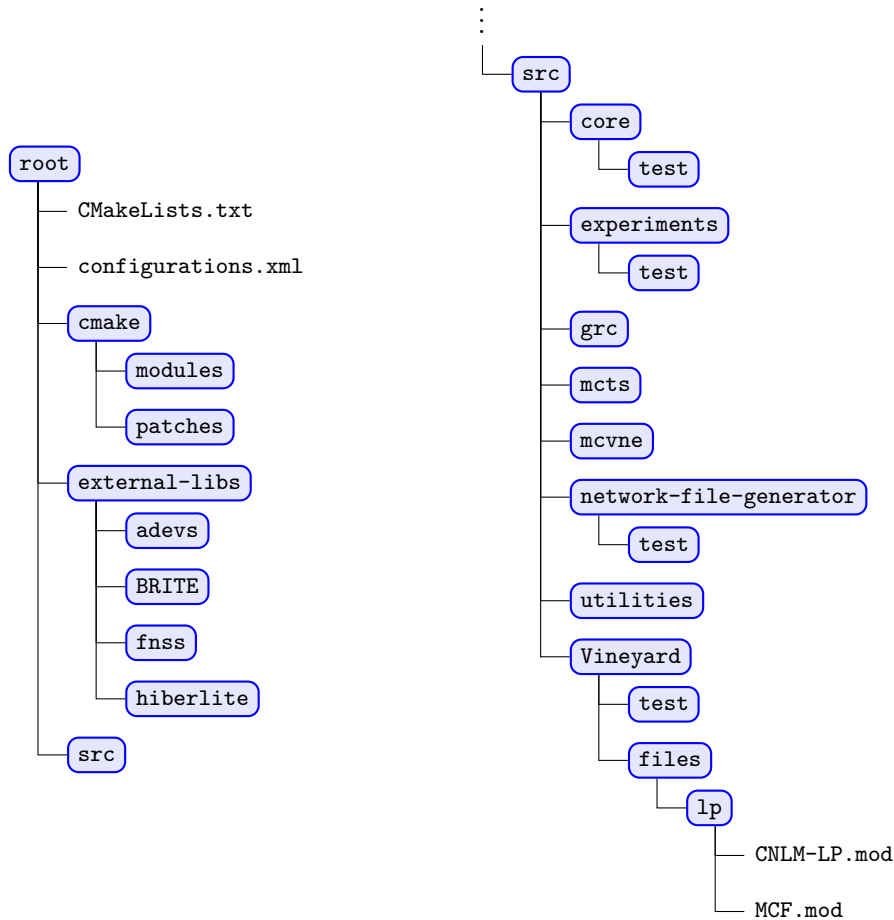 root
CMakeLists.txt
configurations.xml
cmake
modules
patches
external-libs
adevs
BRITE
fnss
hiberlite
src
src
core
test
experiments
test
grc
mcts
mcvne
network-file-generator
test
utilities
Vineyard
test
files
lp
CNLM-LP.mod
MCF.mod